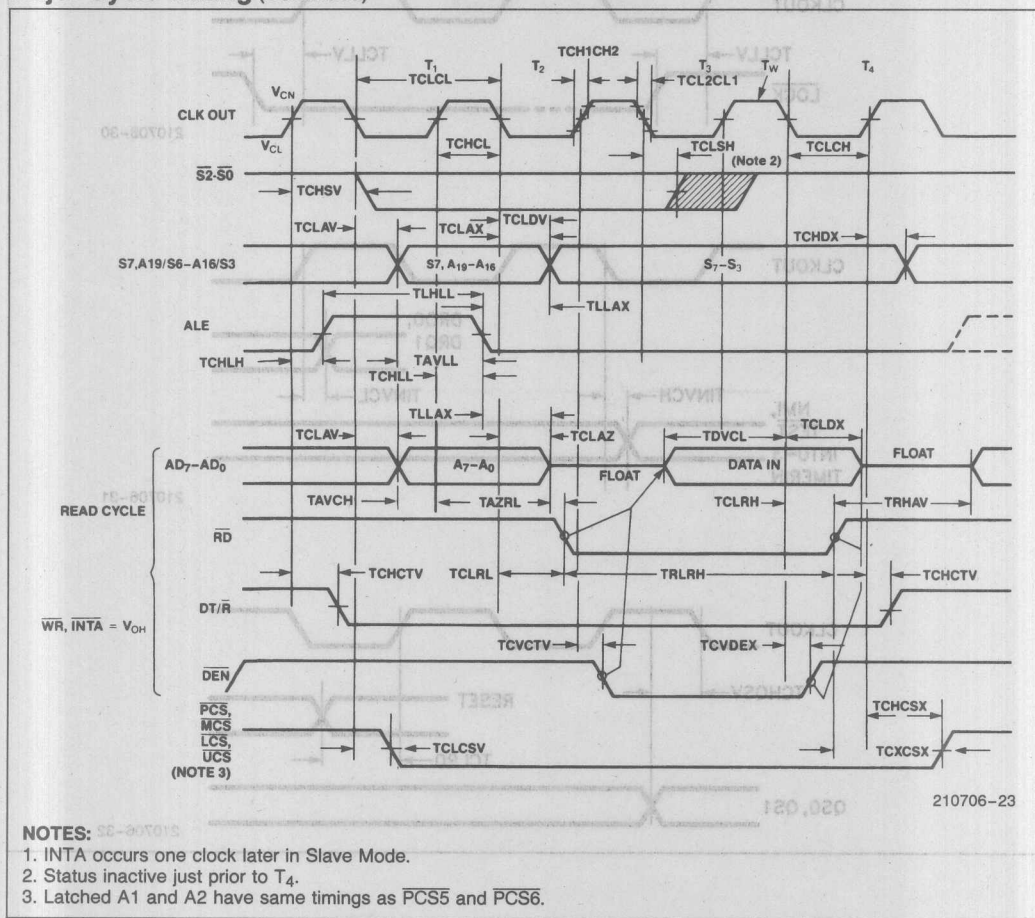 TCH1CH2
T1 T2 T3 TW T4
TCLCL TCL2CL1
VCN
CLK OUT
VCL
TCHCL TCLSH TCLCH
(Note 2)
S2-S0
TCHSV
TCLAV TCLAX TCLDV TCHDX
S7,A19/S6–A16/S3 S7, A19–A16 S7–S3
TLHLL TLLAX
ALE
TCHLH TAVLL
TCHLL
TLLAX
TCLAV TCLAZ TDVCL TCLDX
AD7–AD0 A7–A0 FLOAT DATA IN FLOAT
TAVCH TAZRL TCLRH TRHAV
READ CYCLE
RD
TCHCTV TCLRL TRLRH TCHCTV
DT/R
WR, INTA = VOH
TCVCTV TCVDEX
DEN
PCS,
MCS
LCS,
UCS
(NOTE 3)
TCLCSV TCHCSX
TCXCSX
210706–23
NOTES:
1. INTA occurs one clock later in Slave Mode.
2. Status inactive just prior to T4.
3. Latched A1 and A2 have same timings as PCS5 and PCS6.